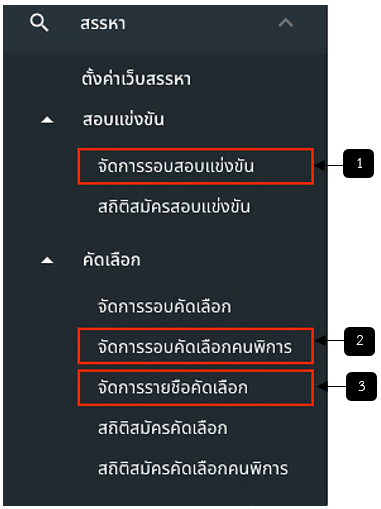 สรรหา
ตั้งค่าเว็บสรรหา
สอบแข่งขัน
จัดการรอบสอบแข่งขัน 1
สถิติสมัครสอบแข่งขัน
คัดเลือก
จัดการรอบคัดเลือก
จัดการรอบคัดเลือกคนพิการ 2
จัดการรายชือคัดเลือก 3
สถิติสมัครคัดเลือก
สถิติสมัครคัดเลือกคนพิการ